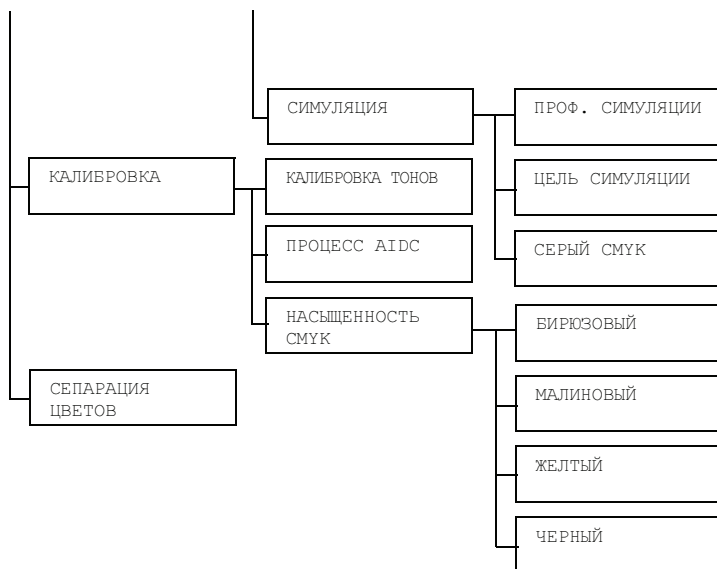 СИМУЛЯЦИЯ
ПРОФ. СИМУЛЯЦИИ
ЦЕЛЬ СИМУЛЯЦИИ
СЕРЫЙ CMYK
КАЛИБРОВКА
КАЛИБРОВКА ТОНОВ
ПРОЦЕСС AIDC
НАСЫЩЕННОСТЬ
CMYK
БИРЮЗОВЫЙ
МАЛИНОВЫЙ
ЖЕЛТЫЙ
ЧЕРНЫЙ
СЕПАРАЦИЯ
ЦВЕТОВ